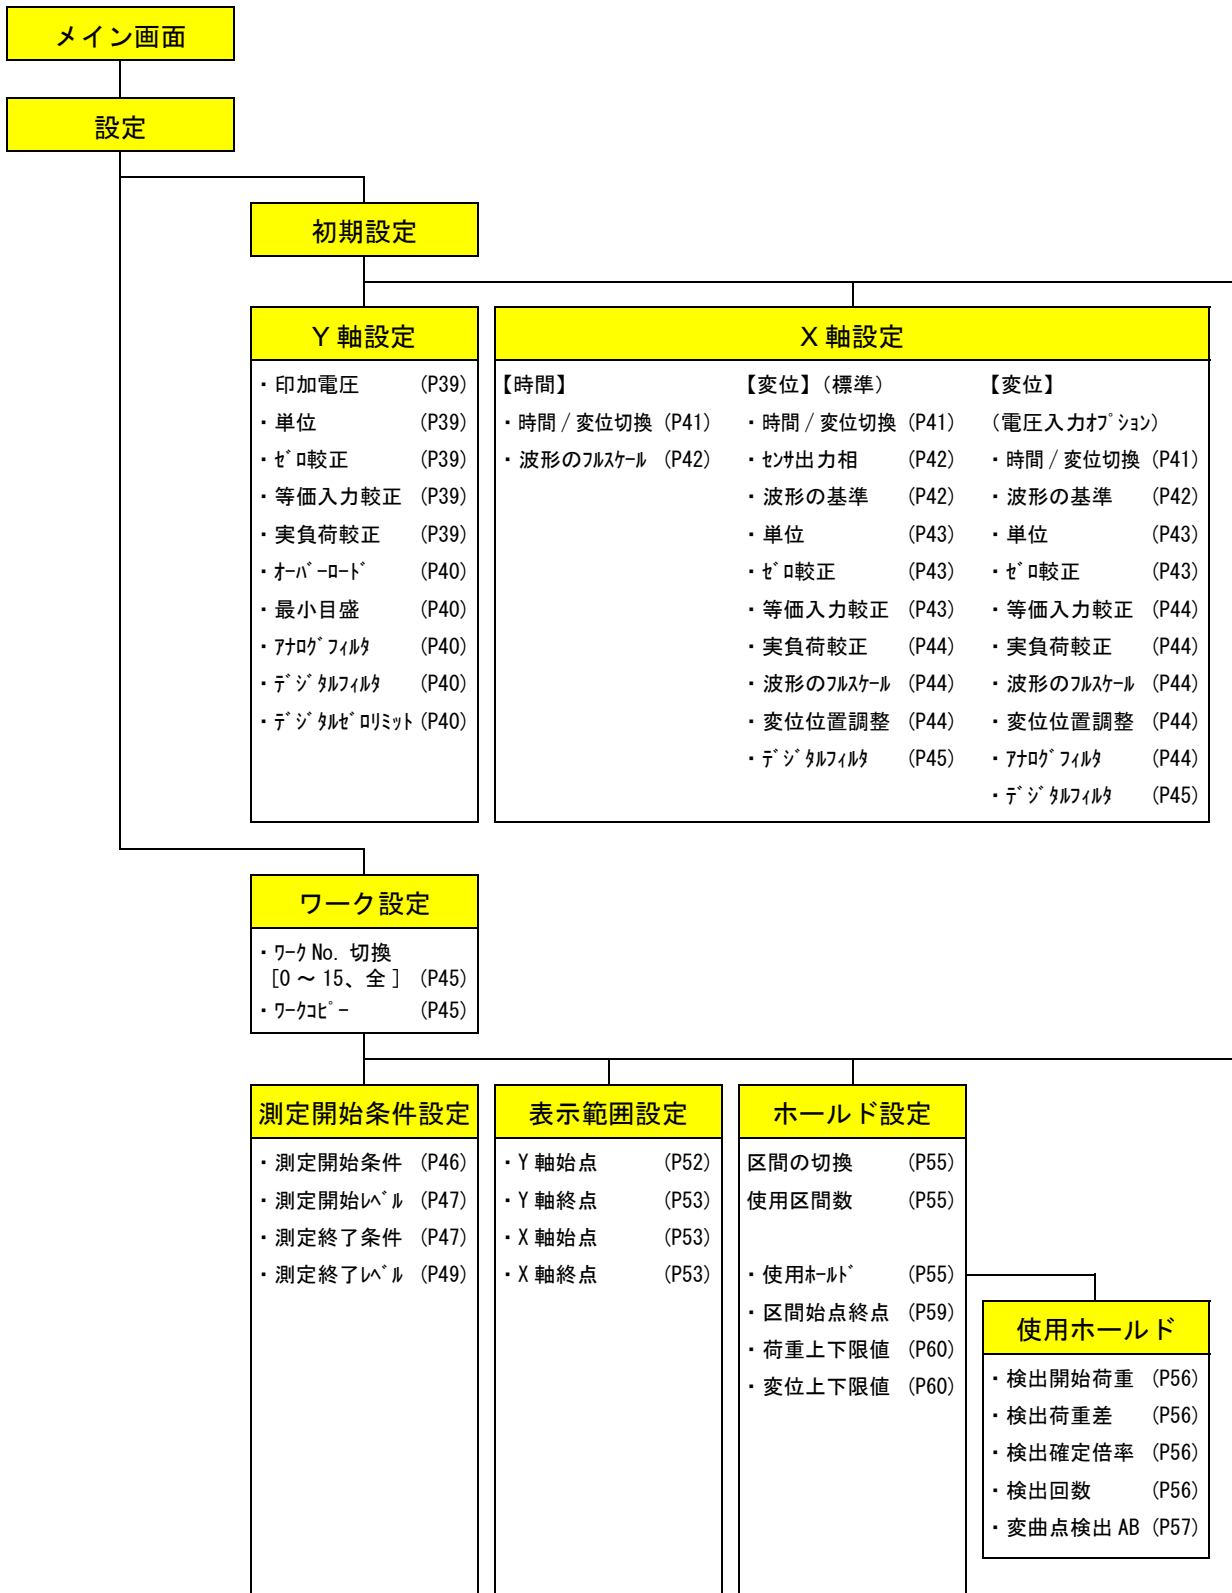 メイン画面
設定
初期設定
Y 軸設定
・印加電圧 (P39)
・単位 (P39)
・ｾﾞﾛ較正 (P39)
・等価入力較正 (P39)
・実負荷較正 (P39)
・ｵｰﾊﾞｰﾛｰﾄﾞ (P40)
・最小目盛 (P40)
・ｱﾅﾛｸﾞﾌｨﾙﾀ (P40)
・ﾃﾞｼﾞﾀﾙﾌｨﾙﾀ (P40)
・ﾃﾞｼﾞﾀﾙｾﾞﾛﾘﾐｯﾄ (P40)
X 軸設定
【時間】
・時間 / 変位切換 (P41)
・波形のﾌﾙｽｹｰﾙ (P42)
【変位】(標準)
・時間 / 変位切換 (P41)
・ｾﾝｻ出力相 (P42)
・波形の基準 (P42)
・単位 (P43)
・ｾﾞﾛ較正 (P43)
・等価入力較正 (P43)
・実負荷較正 (P44)
・波形のﾌﾙｽｹｰﾙ (P44)
・変位位置調整 (P44)
・ﾃﾞｼﾞﾀﾙﾌｨﾙﾀ (P45)
【変位】
(電圧入力ｵﾌﾟｼｮﾝ)
・時間 / 変位切換 (P41)
・波形の基準 (P42)
・単位 (P43)
・ｾﾞﾛ較正 (P43)
・等価入力較正 (P44)
・実負荷較正 (P44)
・波形のﾌﾙｽｹｰﾙ (P44)
・変位位置調整 (P44)
・ｱﾅﾛｸﾞﾌｨﾙﾀ (P44)
・ﾃﾞｼﾞﾀﾙﾌｨﾙﾀ (P45)
ワーク設定
・ﾜｰｸ No. 切換
[0 ～ 15、全 ] (P45)
・ﾜｰｸｺﾋﾟｰ (P45)
測定開始条件設定
・測定開始条件 (P46)
・測定開始ﾚﾍﾞﾙ (P47)
・測定終了条件 (P47)
・測定終了ﾚﾍﾞﾙ (P49)
表示範囲設定
・Y 軸始点 (P52)
・Y 軸終点 (P53)
・X 軸始点 (P53)
・X 軸終点 (P53)
ホールド設定
区間の切換 (P55)
使用区間数 (P55)
・使用ﾎｰﾙﾄﾞ (P55)
・区間始点終点 (P59)
・荷重上下限値 (P60)
・変位上下限値 (P60)
使用ホールド
・検出開始荷重 (P56)
・検出荷重差 (P56)
・検出確定倍率 (P56)
・検出回数 (P56)
・変曲点検出 AB (P57)